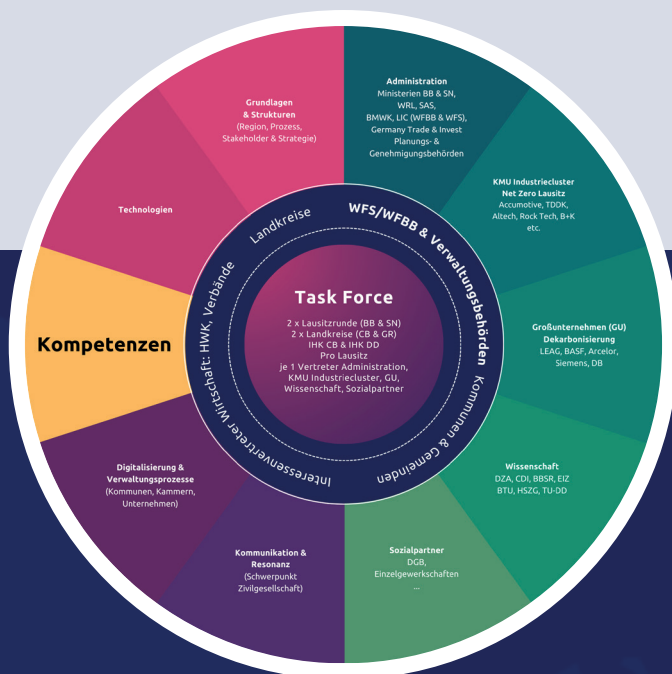 Administration
Ministerien BB & SN,
WRL, SAS,
BMWK, LIC (WFBB & WFS),
Germany Trade & Invest
Planungs- &
Genehmigungsbehörden
KMU Industriecluster
Net Zero Lausitz
Accumotive, TDDK,
Altech, Rock Tech, B+K
etc.
Großunternehmen (GU)
Dekarbonisierung
LEAG, BASF, Arcelor,
Siemens, DB
Wissenschaft
DZA, CDI, BBSR, EIZ
BTU, HSZG, TU-DD
Sozialpartner
DGB,
Einzelgewerkschaften
...
Kommunikation &
Resonanz
(Schwerpunkt
Zivilgesellschaft)
Digitalisierung &
Verwaltungsprozesse
(Kommunen, Kammern,
Unternehmen)
Kompetenzen
Technologien
Grundlagen
& Strukturen
(Region, Prozess,
Stakeholder & Strategie)
Landkreise
WFS/WFBB & Verwaltungsbehörden
Kommunen & Gemeinden
Interessenvertreter Wirtschaft: HWK, Verbände
Task Force
2 x Lausitzrunde (BB & SN)
2 x Landkreise (CB & GR)
IHK CB & IHK DD
Pro Lausitz
je 1 Vertreter Administration,
KMU Industriecluster, GU,
Wissenschaft, Sozialpartner